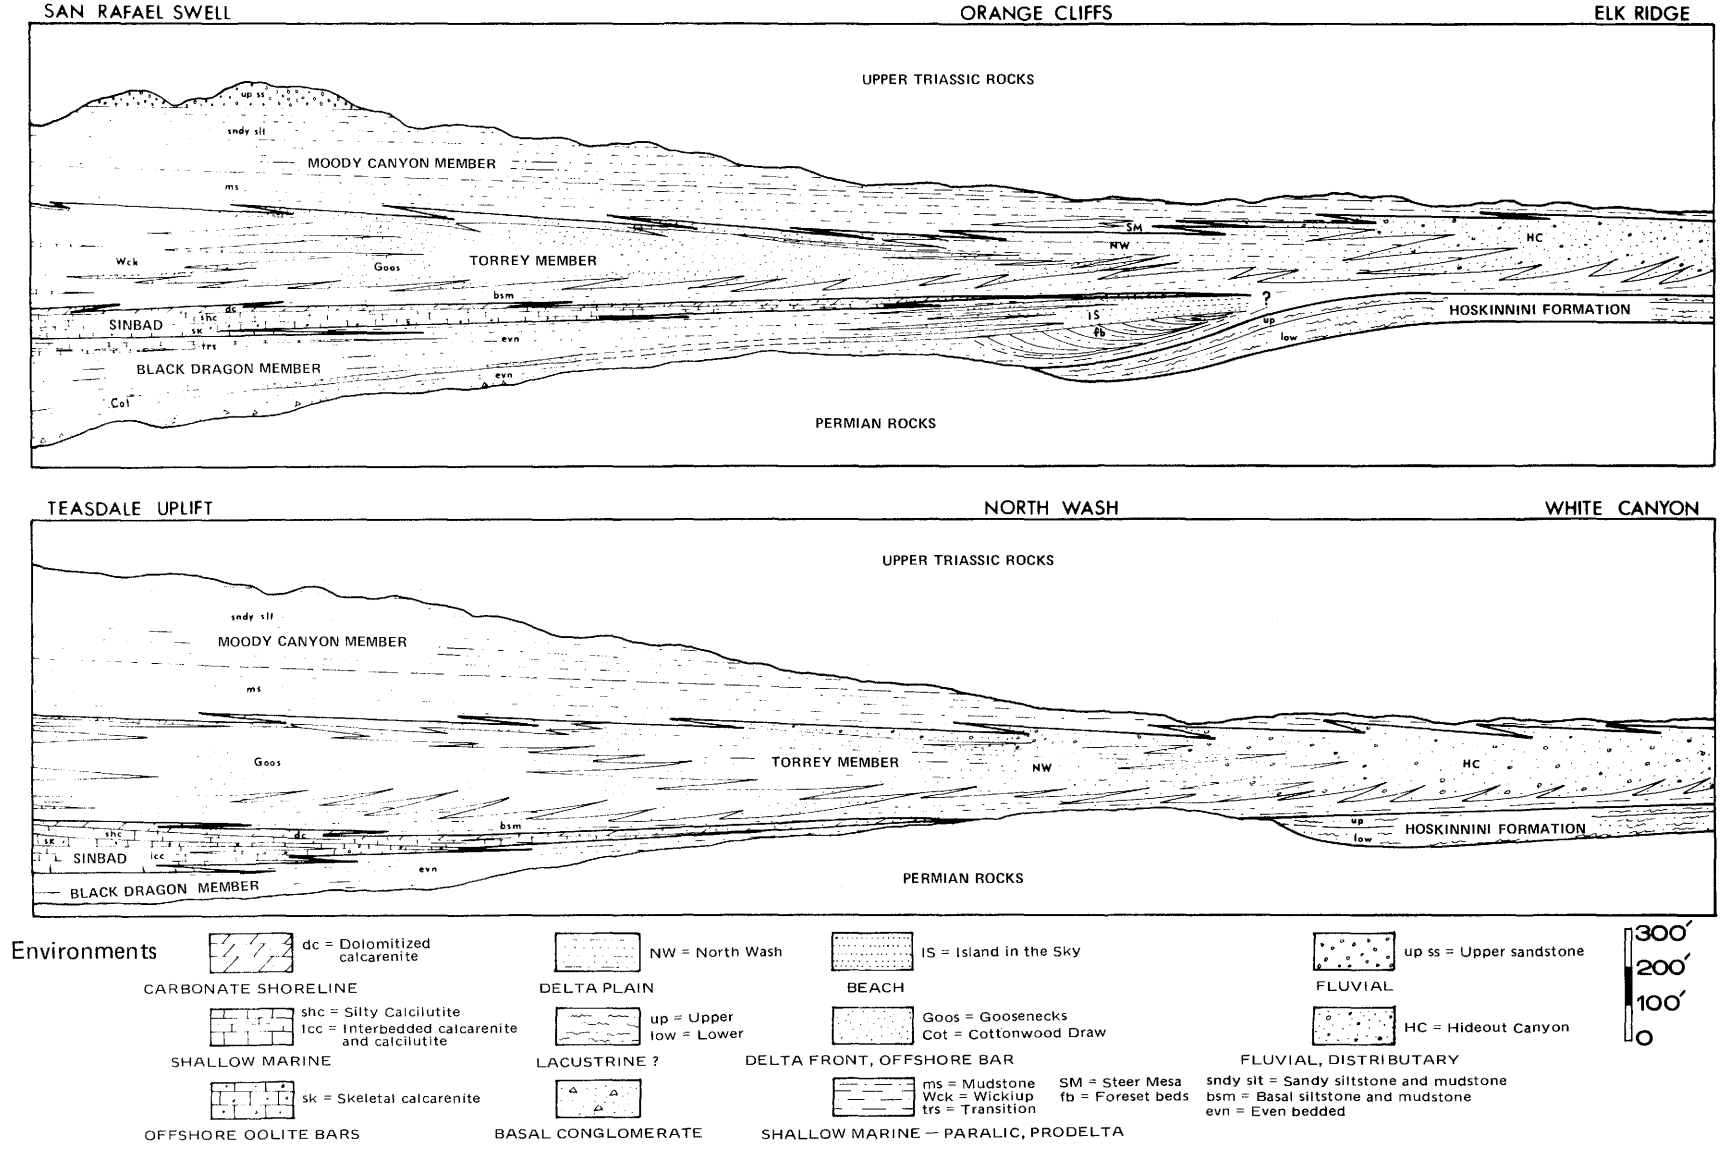 SAN RAFAEL SWELL
ORANGE CLIFFS
ELK RIDGE
UPPER TRIASSIC ROCKS
up ss
sndy slt
MOODY CANYON MEMBER
ms
SM
NW
HC
Wck
Goos
TORREY MEMBER
bsm
?
dc
SINBAD
shc
sk
trs
evn
IS
fb
up
low
HOSKINNINI FORMATION
BLACK DRAGON MEMBER
evn
Cot
PERMIAN ROCKS
TEASDALE UPLIFT
NORTH WASH
WHITE CANYON
UPPER TRIASSIC ROCKS
sndy slt
MOODY CANYON MEMBER
ms
Goos
TORREY MEMBER
NW
HC
bsm
shc
dc
sk
SINBAD
icc
evn
up
low
HOSKINNINI FORMATION
BLACK DRAGON MEMBER
PERMIAN ROCKS
Environments
dc = Dolomitized
calcarenite
CARBONATE SHORELINE
NW = North Wash
DELTA PLAIN
IS = Island in the Sky
BEACH
up ss = Upper sandstone
FLUVIAL
300'
200'
100'
0
shc = Silty Calcilutite
Icc = Interbedded calcarenite
and calcilutite
SHALLOW MARINE
up = Upper
low = Lower
LACUSTRINE ?
Goos = Goosenecks
Cot = Cottonwood Draw
DELTA FRONT, OFFSHORE BAR
HC = Hideout Canyon
FLUVIAL, DISTRIBUTARY
sk = Skeletal calcarenite
OFFSHORE OOLITE BARS
BASAL CONGLOMERATE
ms = Mudstone
Wck = Wickiup
trs = Transition
SM = Steer Mesa
fb = Foreset beds
sndy slt = Sandy siltstone and mudstone
bsm = Basal siltstone and mudstone
evn = Even bedded
SHALLOW MARINE — PARALIC, PRODELTA